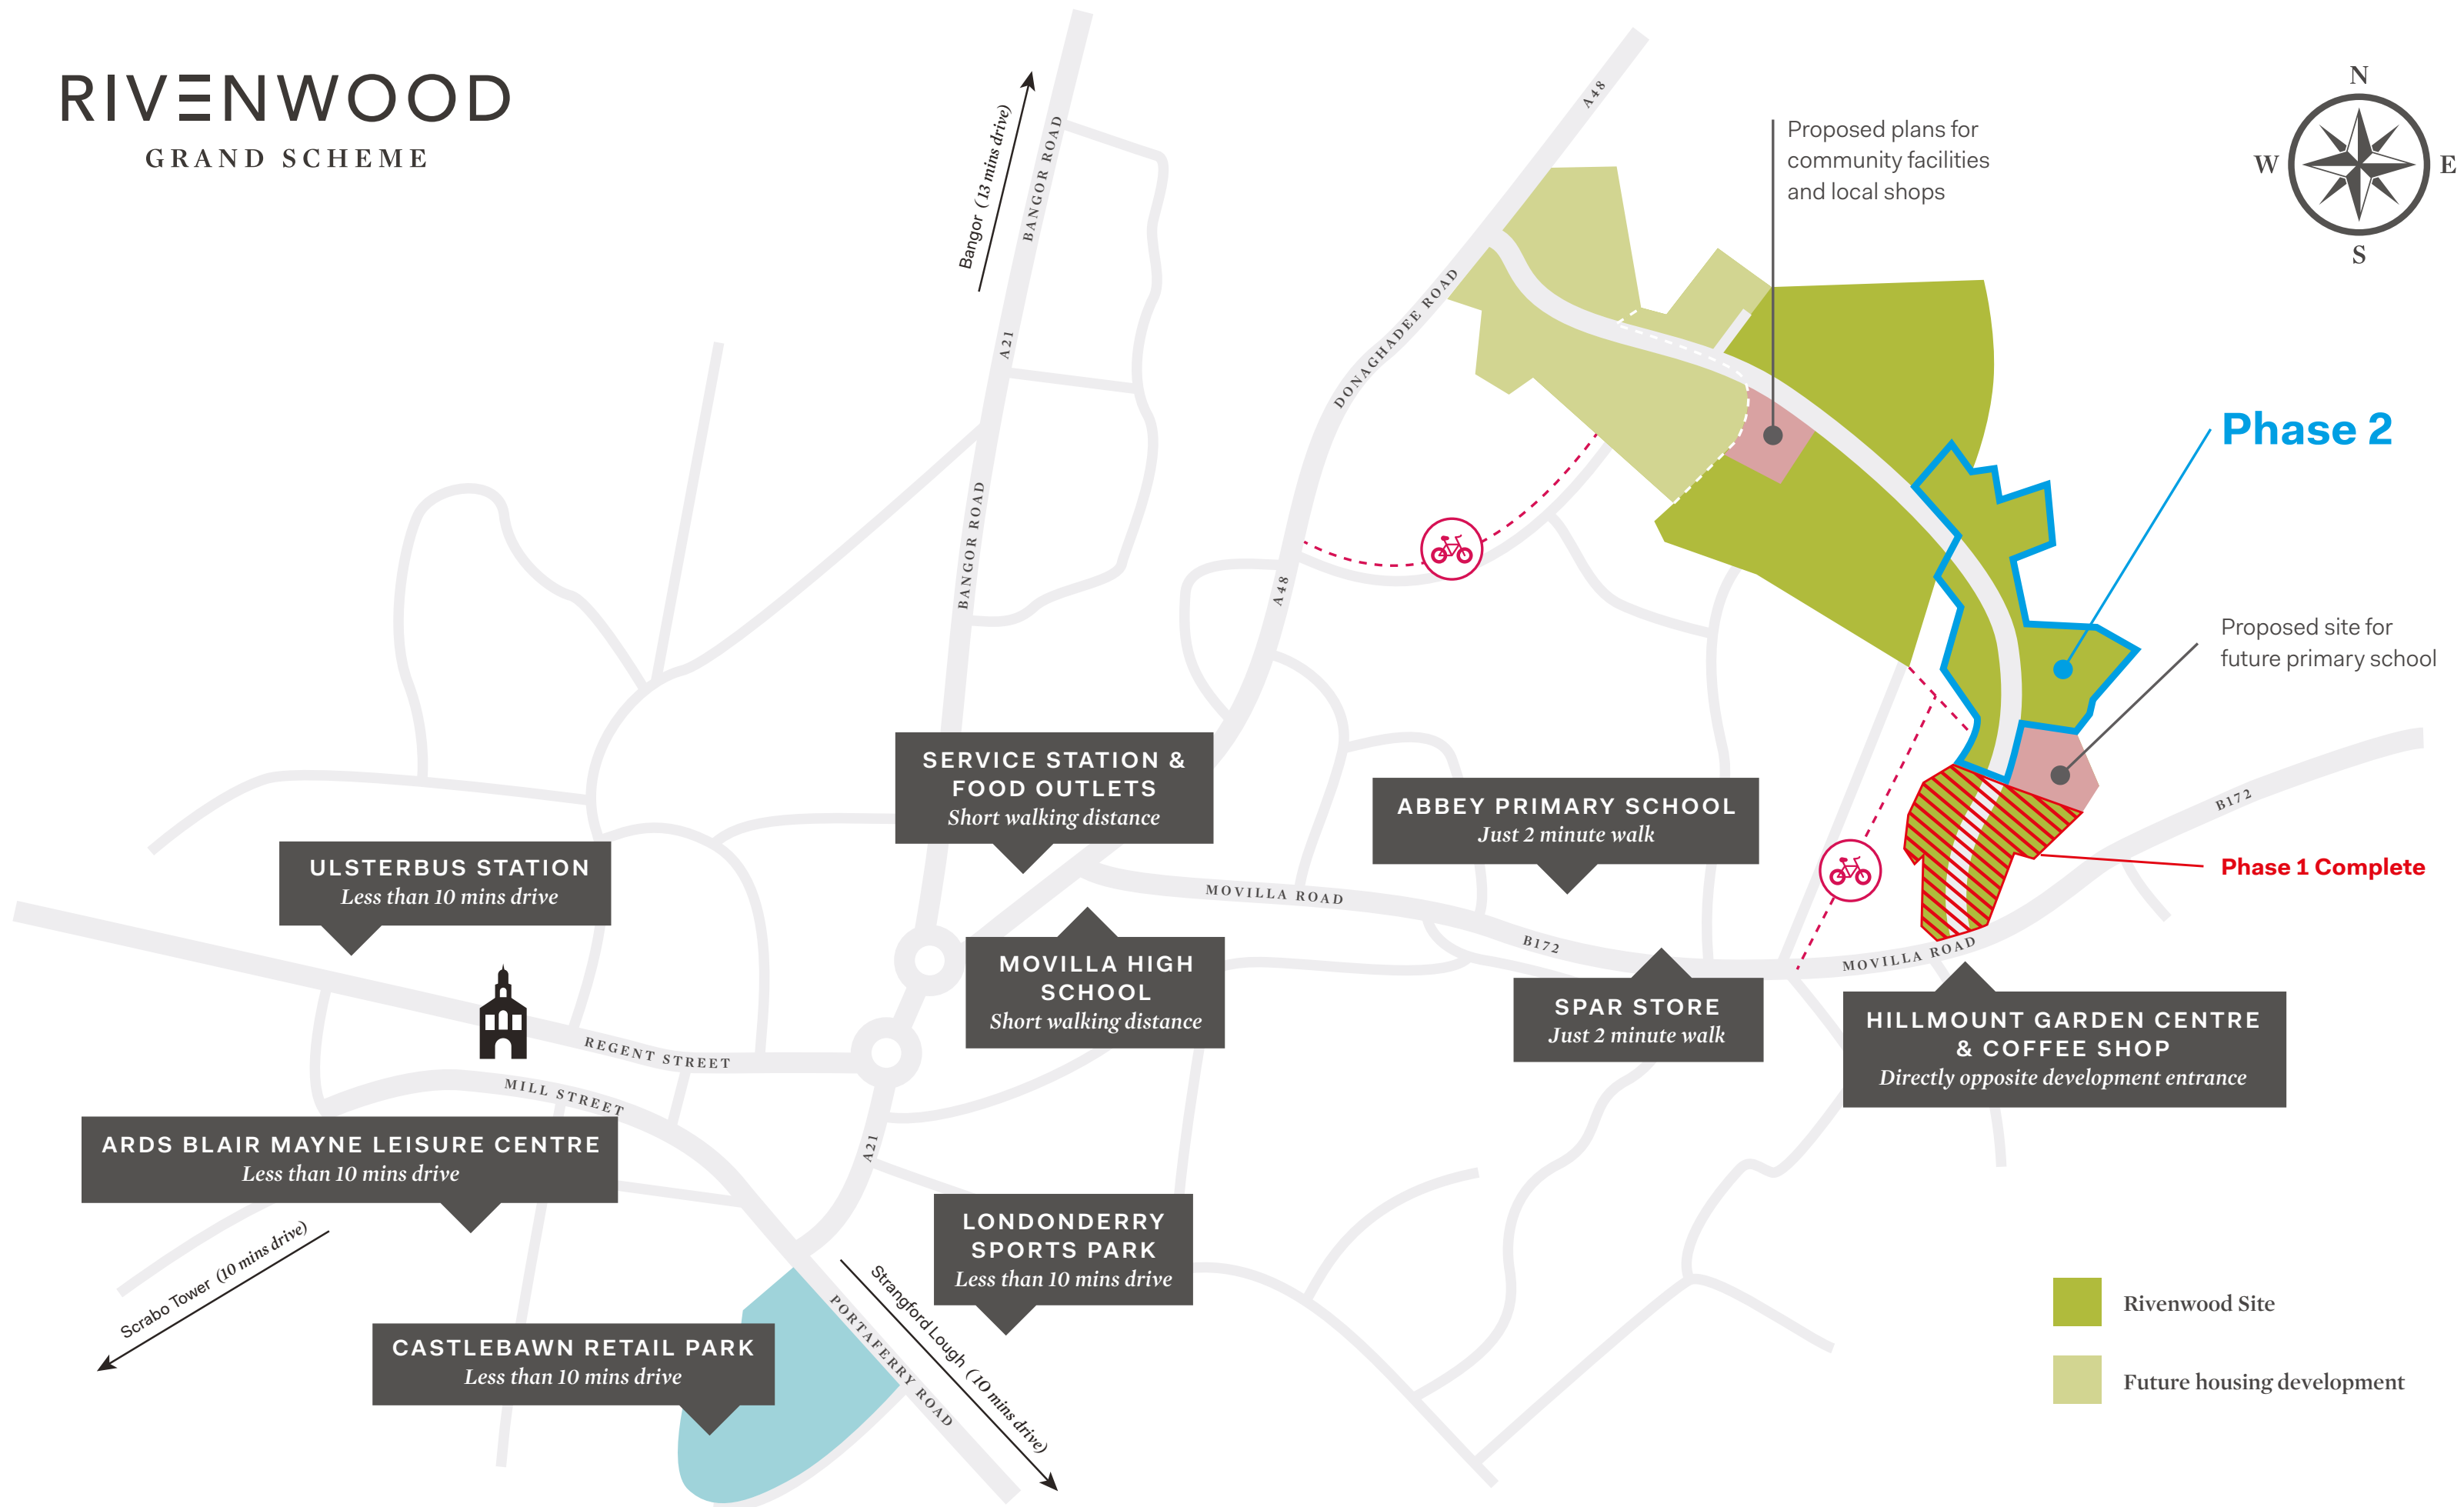 RIVENWOOD
GRAND SCHEME
Bangor (13 mins drive)
BANGOR ROAD
A21
BANGOR ROAD
A48
DONAGHADEE ROAD
A48
Proposed plans for
community facilities
and local shops
N
W
E
S
Phase 2
Proposed site for
future primary school
B172
Phase 1 Complete
SERVICE STATION &
FOOD OUTLETS
Short walking distance
ABBEY PRIMARY SCHOOL
Just 2 minute walk
ULSTERBUS STATION
Less than 10 mins drive
MOVILLA ROAD
B172
MOVILLA ROAD
MOVILLA HIGH
SCHOOL
Short walking distance
SPAR STORE
Just 2 minute walk
HILLMOUNT GARDEN CENTRE
& COFFEE SHOP
Directly opposite development entrance
REGENT STREET
MILL STREET
ARDS BLAIR MAYNE LEISURE CENTRE
Less than 10 mins drive
A21
LONDONDERRY
SPORTS PARK
Less than 10 mins drive
Scrabo Tower (10 mins drive)
Strangford Lough (10 mins drive)
PORTAFERRY ROAD
CASTLEBAWN RETAIL PARK
Less than 10 mins drive
Rivenwood Site
Future housing development